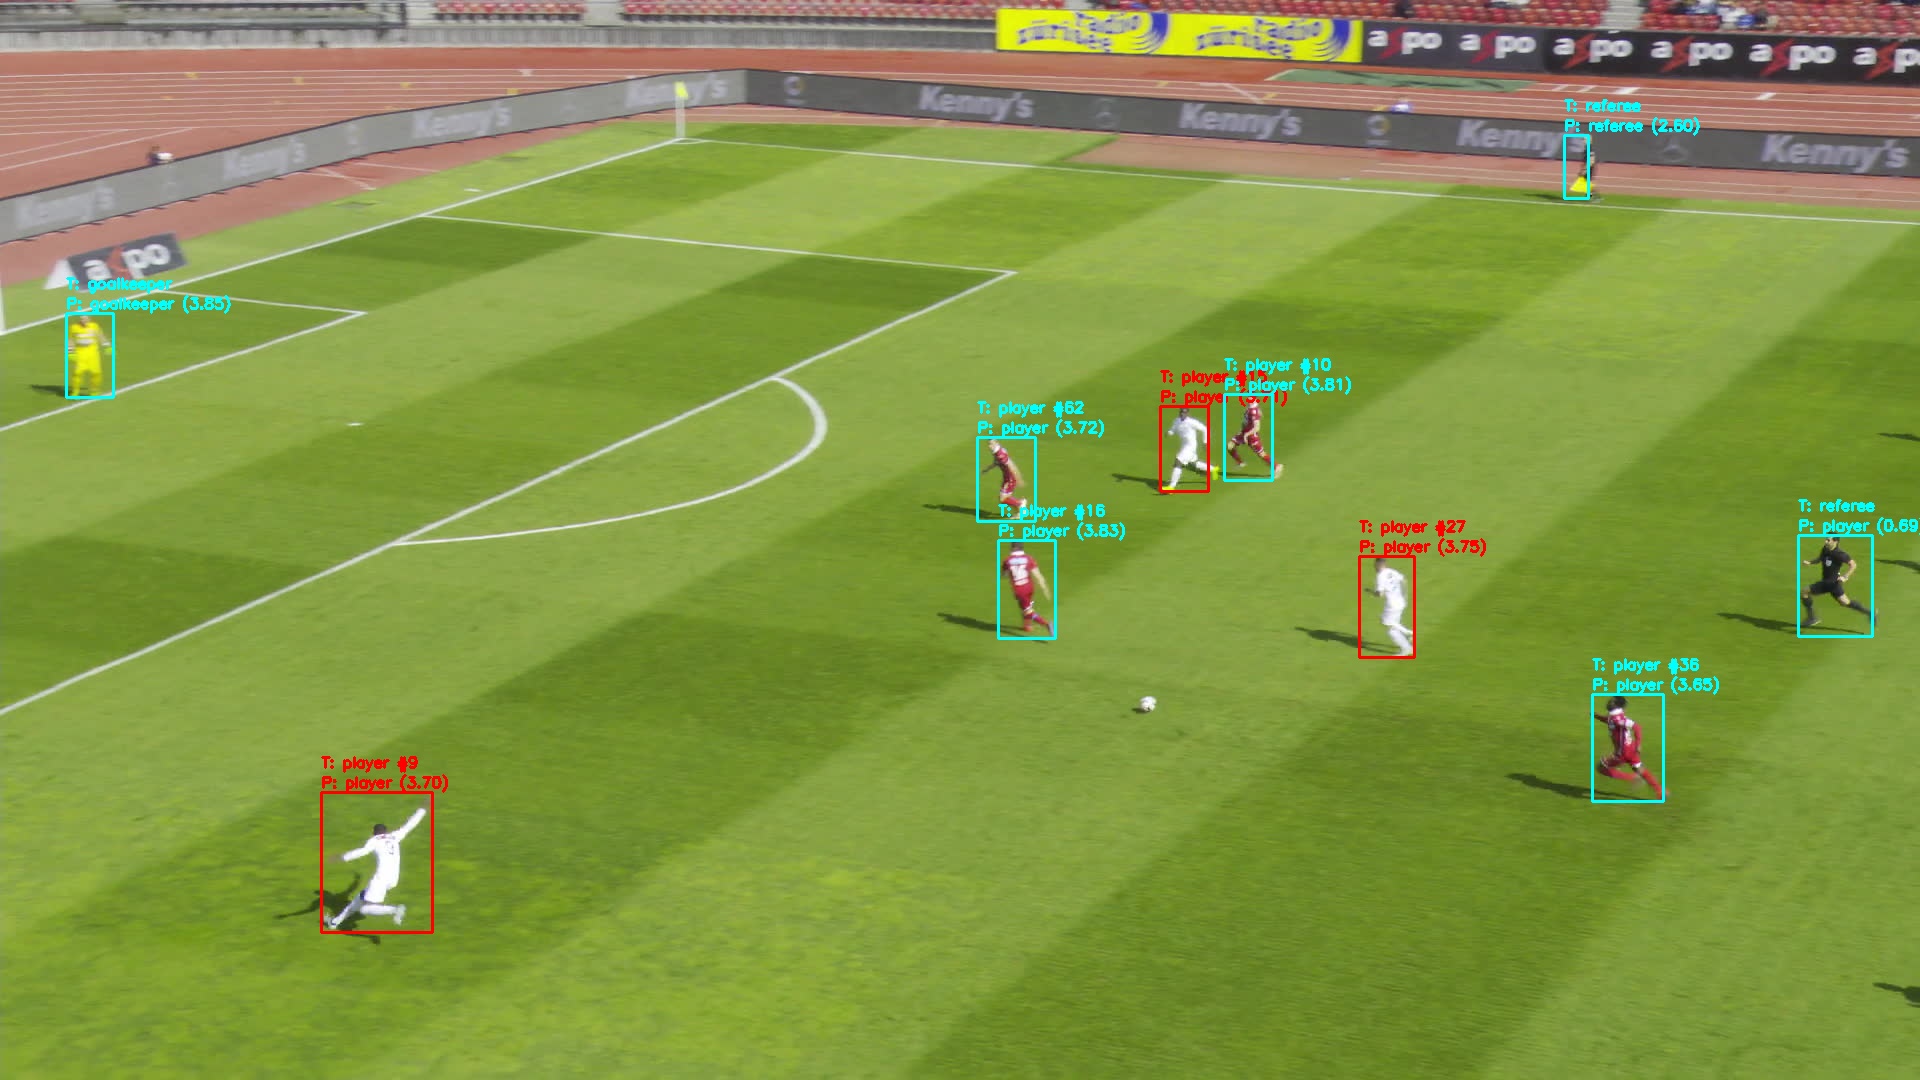 radio
zürisee
radio
zürisee
axpo axpo axpo axpo axpo axp
Kenny's
Kenny's
Kenny's
Kenny's
Kenny's
Kenny's
Kenny's
Kenny's
T: referee
P: referee (2.60)
axpo
T: goalkeeper
P: goalkeeper (3.85)
T: player
P: player
T: player #10
P: player (3.81)
T: player #62
P: player (3.72)
T: player #16
P: player (3.83)
T: player #27
P: player (3.75)
T: referee
P: player (0.69
T: player #36
P: player (3.65)
T: player #9
P: player (3.70)